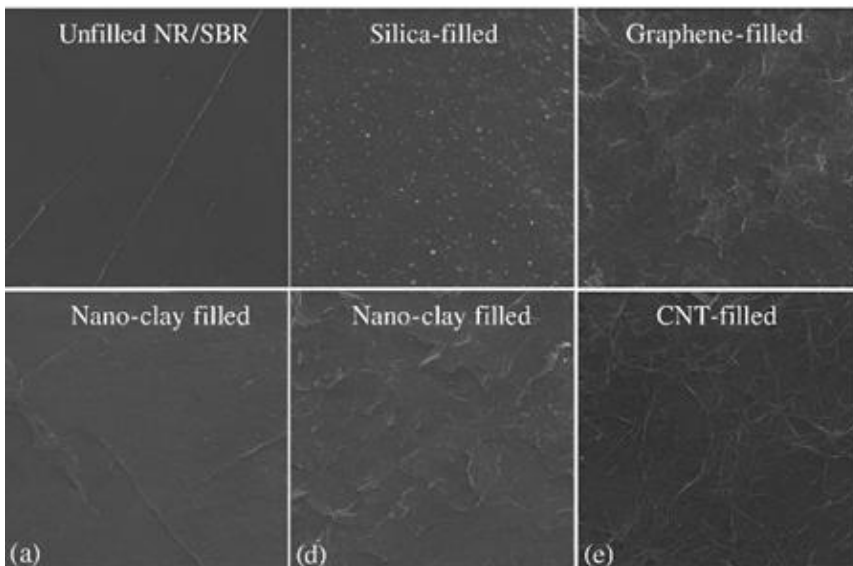 Unfilled NR/SBR
Silica-filled
Graphene-filled
Nano-clay filled
Nano-clay filled
CNT-filled
(a)
(d)
(e)